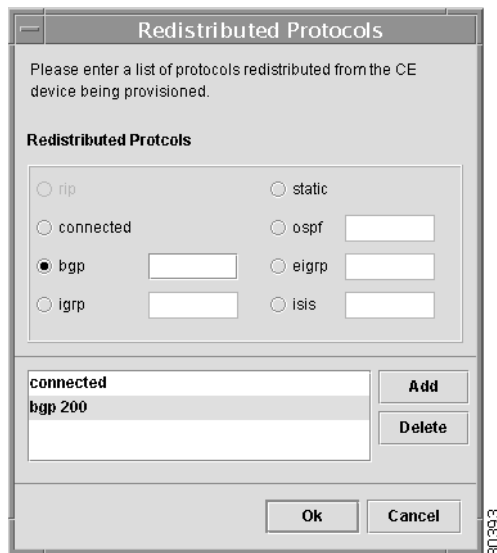 Redistributed Protocols
Please enter a list of protocols redistributed from the CE
device being provisioned.
Redistributed Protcols
rip
static
connected
ospf
bgp
eigrp
igrp
isis
connected
bgp 200
Add
Delete
Ok
Cancel
30393